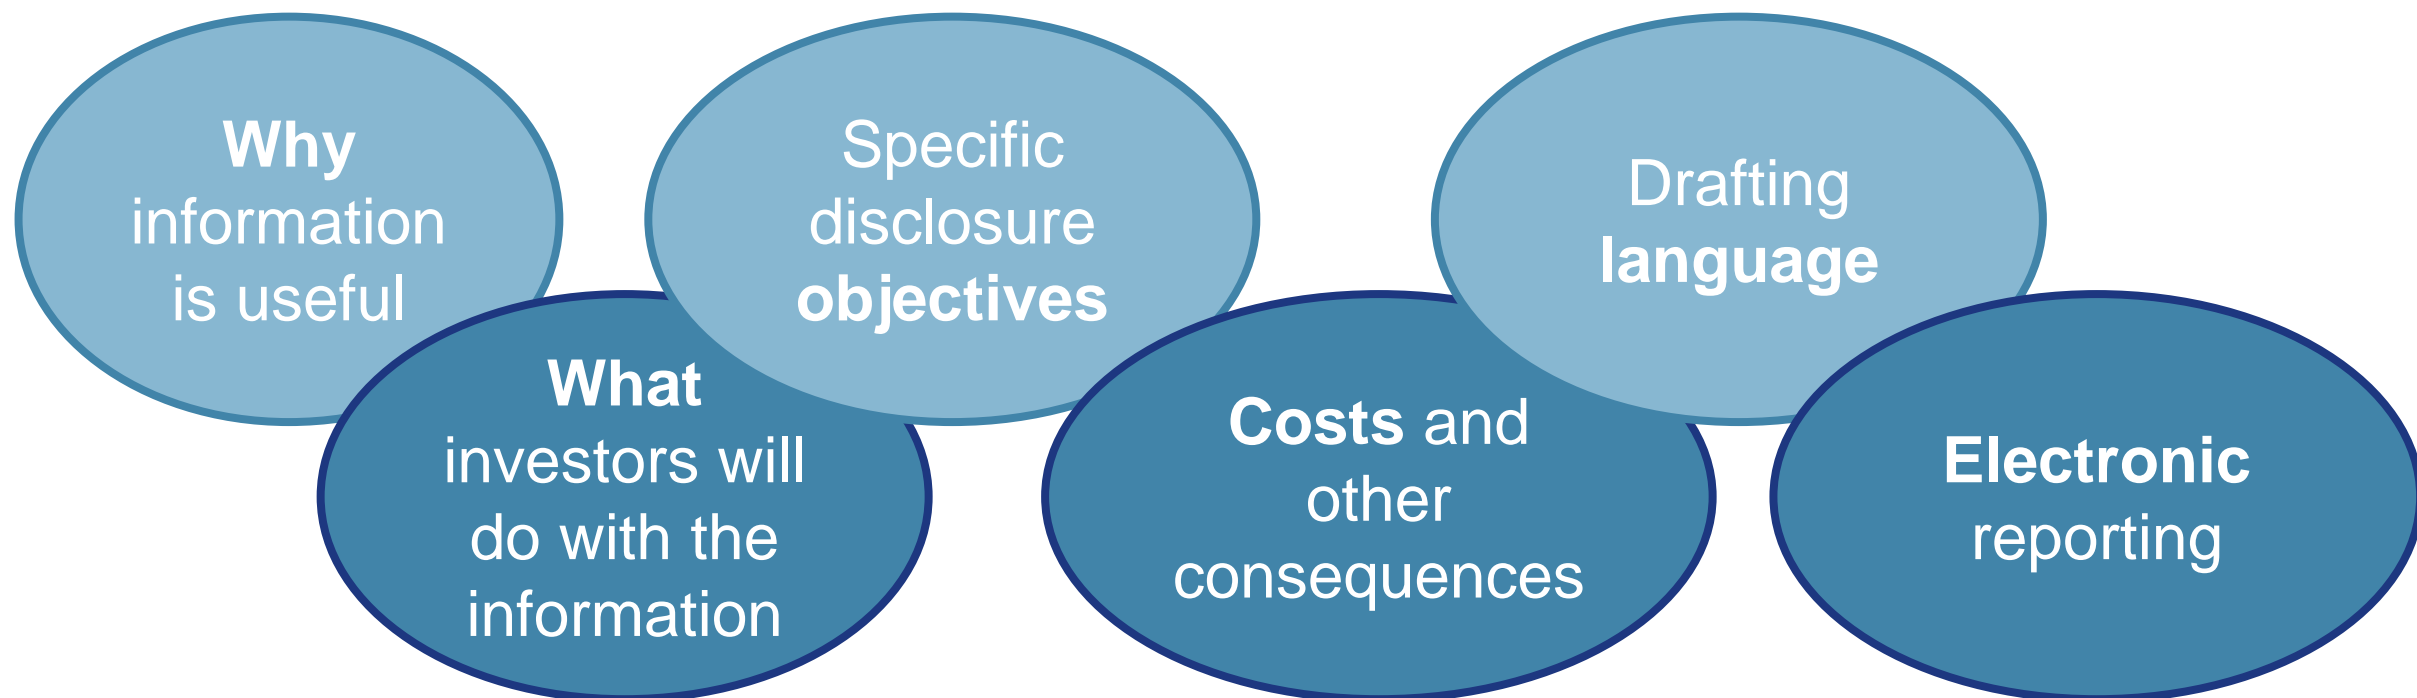 Why
information
is useful
What
investors will
do with the
information
Specific
disclosure
objectives
Costs and
other
consequences
Drafting
language
Electronic
reporting